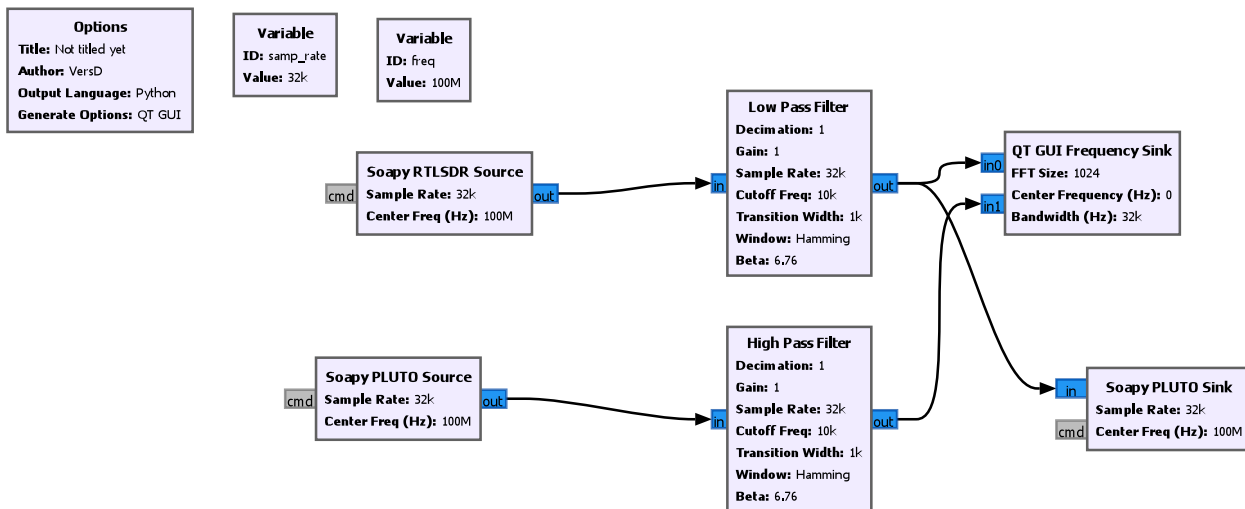 Options
Title: Not titled yet
Author: VersD
Output Language: Python
Generate Options: QT GUI
Variable
ID: samp_rate
Value: 32k
Variable
ID: freq
Value: 100M
Soapy RTLSDR Source
Sample Rate: 32k
Center Freq (Hz): 100M
cmd
out
Low Pass Filter
Decimation: 1
Gain: 1
Sample Rate: 32k
Cutoff Freq: 10k
Transition Width: 1k
Window: Hamming
Beta: 6.76
in
out
QT GUI Frequency Sink
FFT Size: 1024
Center Frequency (Hz): 0
Bandwidth (Hz): 32k
in0
in1
Soapy PLUTO Source
Sample Rate: 32k
Center Freq (Hz): 100M
cmd
out
High Pass Filter
Decimation: 1
Gain: 1
Sample Rate: 32k
Cutoff Freq: 10k
Transition Width: 1k
Window: Hamming
Beta: 6.76
in
out
Soapy PLUTO Sink
Sample Rate: 32k
Center Freq (Hz): 100M
in
cmd